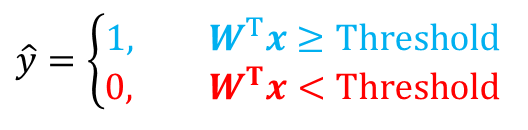 ŷ = { 1, Wᵀx ≥ Threshold
0, Wᵀx < Threshold